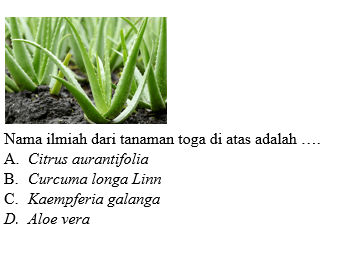 Nama ilmiah dari tanaman toga di atas adalah ….
A. Citrus aurantifolia
B. Curcuma longa Linn
C. Kaempferia galanga
D. Aloe vera